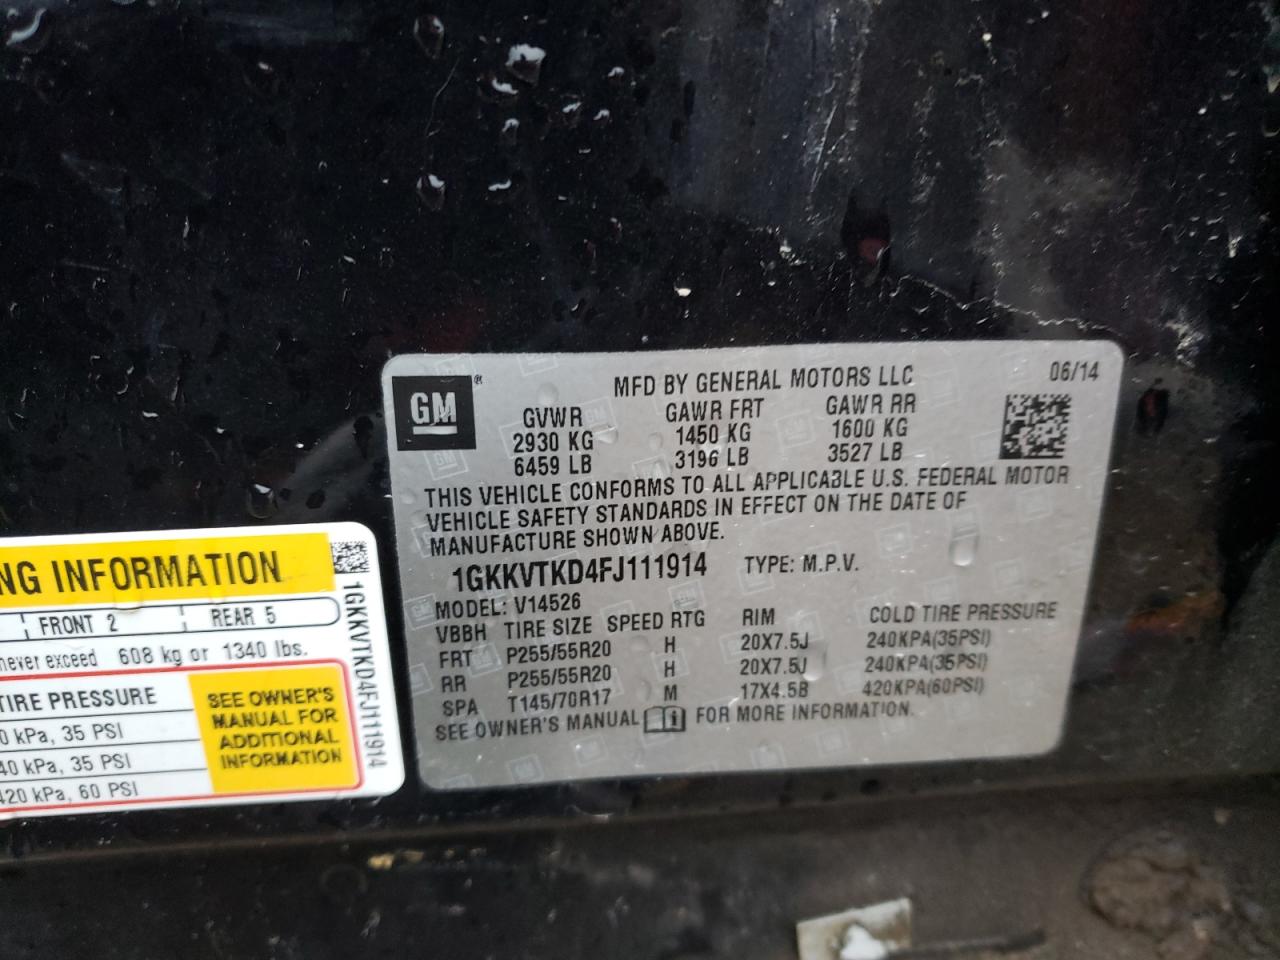 MFD BY GENERAL MOTORS LLC 06/14
GM ®
GVWR GAWR FRT GAWR RR
2930 KG 1450 KG 1600 KG
6459 LB 3196 LB 3527 LB
THIS VEHICLE CONFORMS TO ALL APPLICABLE U.S. FEDERAL MOTOR
VEHICLE SAFETY STANDARDS IN EFFECT ON THE DATE OF
MANUFACTURE SHOWN ABOVE.
1GKKVTKD4FJ111914 TYPE: M.P.V.
MODEL: V14526
VBBH TIRE SIZE SPEED RTG RIM COLD TIRE PRESSURE
FRT P255/55R20 H 20X7.5J 240KPA(35PSI)
RR P255/55R20 H 20X7.5J 240KPA(35PSI)
SPA T145/70R17 M 17X4.5B 420KPA(60PSI)
SEE OWNER'S MANUAL FOR MORE INFORMATION.
NG INFORMATION
FRONT 2 REAR 5
never exceed 608 kg or 1340 lbs.
TIRE PRESSURE
0 kPa, 35 PSI
40 kPa, 35 PSI
420 kPa, 60 PSI
SEE OWNER'S
MANUAL FOR
ADDITIONAL
INFORMATION
1GKKVTKD4FJ111914